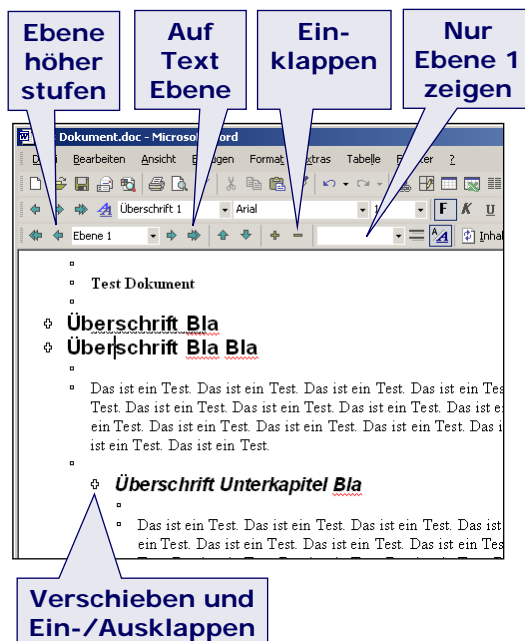 Ebene
höher
stufen
Auf
Text
Ebene
Ein-
klappen
Nur
Ebene 1
zeigen
Dokument.doc - Microsoft Word
Bearbeiten Ansicht Format Extras Tabelle ?
Überschrift 1 Arial F K U
Ebene 1
Test Dokument
Überschrift Bla
Überschrift Bla Bla
Das ist ein Test. Das ist ein Test. Das ist ein Test. Das ist ein Tes
Test. Das ist ein Test. Das ist ein Test. Das ist ein Test. Das ist e
ein Test. Das ist ein Test. Das ist ein Test. Das ist ein Test. Das i
ist ein Test. Das ist ein Test.
Überschrift Unterkapitel Bla
Das ist ein Test. Das ist ein Test. Das ist ein Test. Das ist
ein Test. Das ist ein Test. Das ist ein Test. Das ist ein Tes
Verschieben und
Ein-/Ausklappen